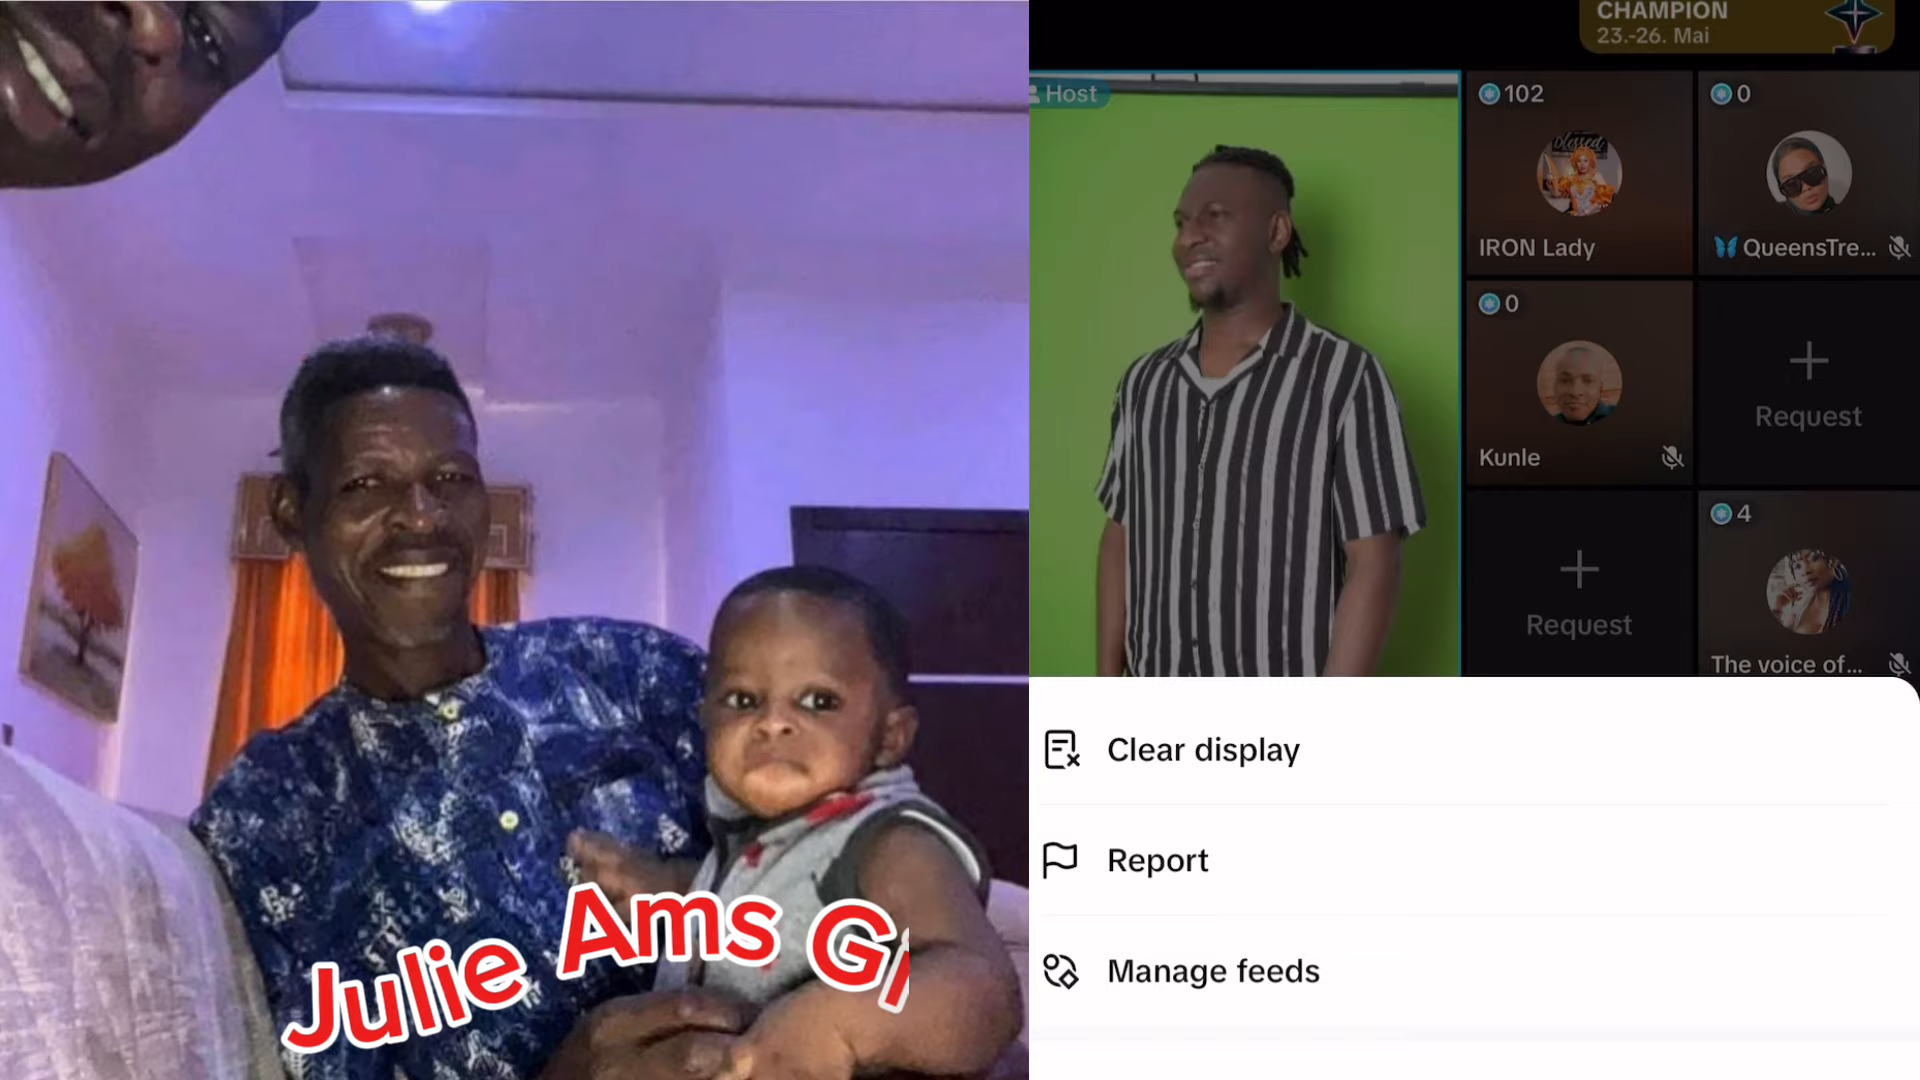 Julie Ams G
CHAMPION
23.-26. Mai
Host
102
IRON Lady
0
QueensTre...
0
Kunle
Request
Request
4
The voice of...
blessed
Clear display
Report
Manage feeds